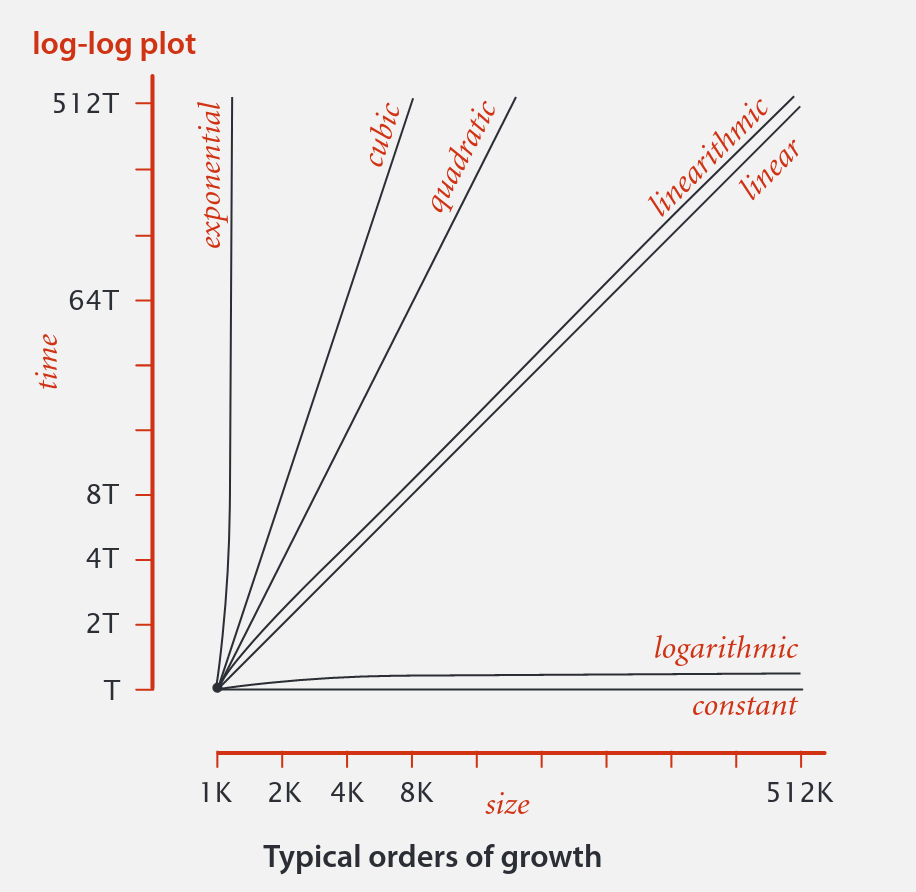 log-log plot
512T
64T
8T
4T
2T
T
time
exponential
cubic
quadratic
linearithmic
linear
logarithmic
constant
1K 2K 4K 8K 512K
size
Typical orders of growth